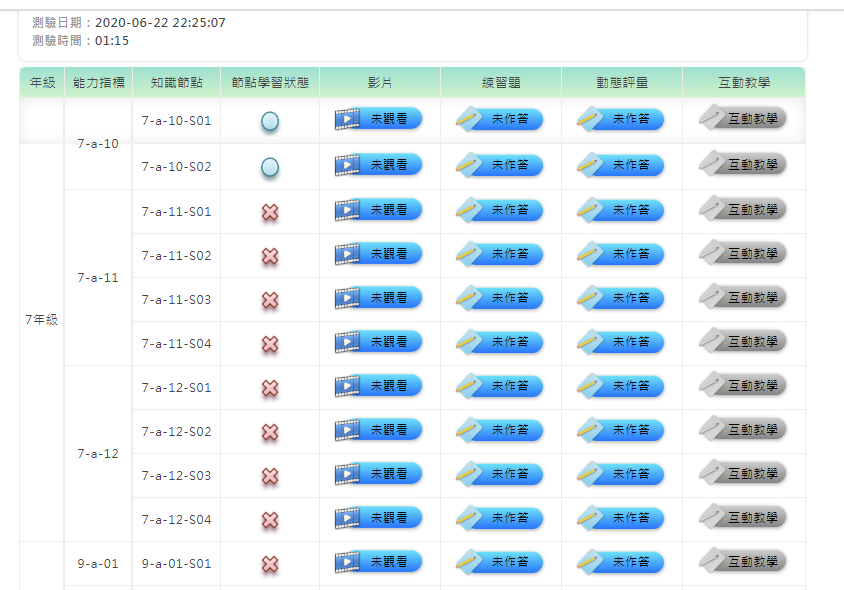 測驗日期：2020-06-22 22:25:07
測驗時間：01:15
年級 能力指標 知識節點 節點學習狀態 影片 練習題 動態評量 互動教學
7-a-10-S01 未觀看 未作答 未作答 互動教學
7-a-10
7-a-10-S02 未觀看 未作答 未作答 互動教學
7-a-11-S01 未觀看 未作答 未作答 互動教學
7-a-11-S02 未觀看 未作答 未作答 互動教學
7-a-11
7-a-11-S03 未觀看 未作答 未作答 互動教學
7年級
7-a-11-S04 未觀看 未作答 未作答 互動教學
7-a-12-S01 未觀看 未作答 未作答 互動教學
7-a-12-S02 未觀看 未作答 未作答 互動教學
7-a-12
7-a-12-S03 未觀看 未作答 未作答 互動教學
7-a-12-S04 未觀看 未作答 未作答 互動教學
9-a-01 9-a-01-S01 未觀看 未作答 未作答 互動教學